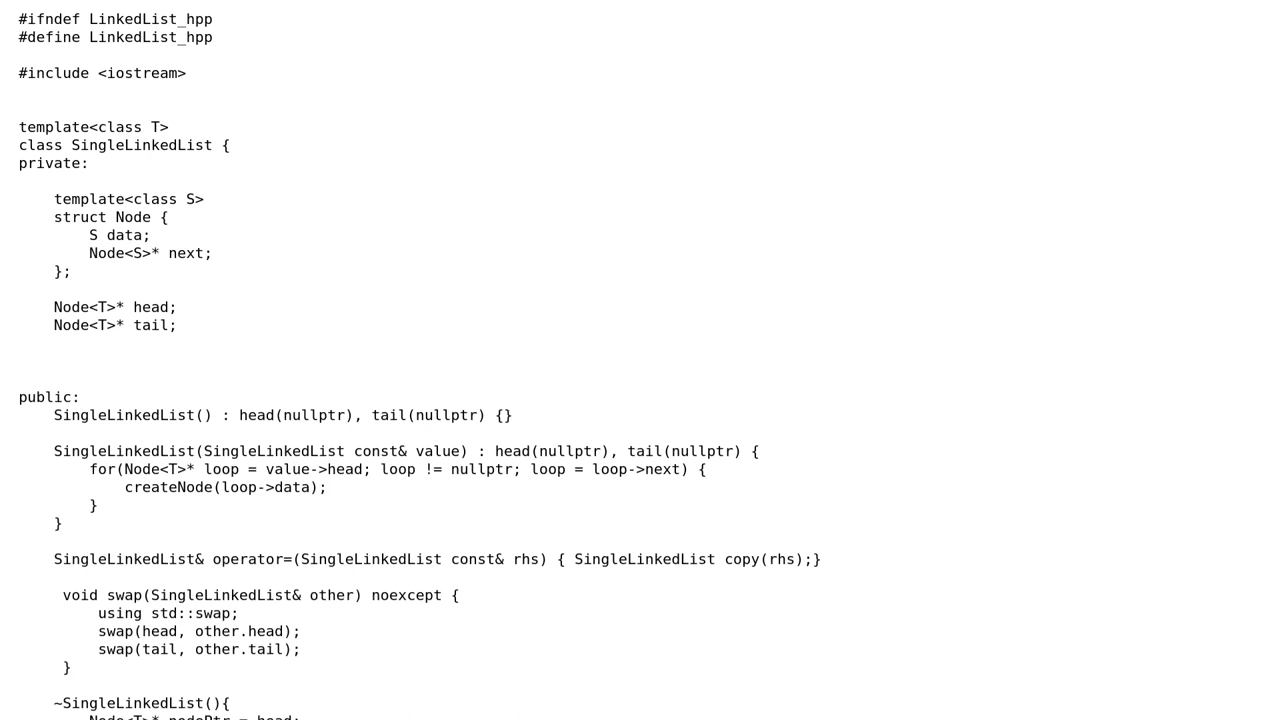 #ifndef LinkedList_hpp
#define LinkedList_hpp

#include <iostream>


template<class T>
class SingleLinkedList {
private:

    template<class S>
    struct Node {
        S data;
        Node<S>* next;
    };

    Node<T>* head;
    Node<T>* tail;



public:
    SingleLinkedList() : head(nullptr), tail(nullptr) {}

    SingleLinkedList(SingleLinkedList const& value) : head(nullptr), tail(nullptr) {
        for(Node<T>* loop = value->head; loop != nullptr; loop = loop->next) {
            createNode(loop->data);
        }
    }

    SingleLinkedList& operator=(SingleLinkedList const& rhs) { SingleLinkedList copy(rhs);}

     void swap(SingleLinkedList& other) noexcept {
         using std::swap;
         swap(head, other.head);
         swap(tail, other.tail);
     }

    ~SingleLinkedList(){
        Node<T>* nodePtr = head;